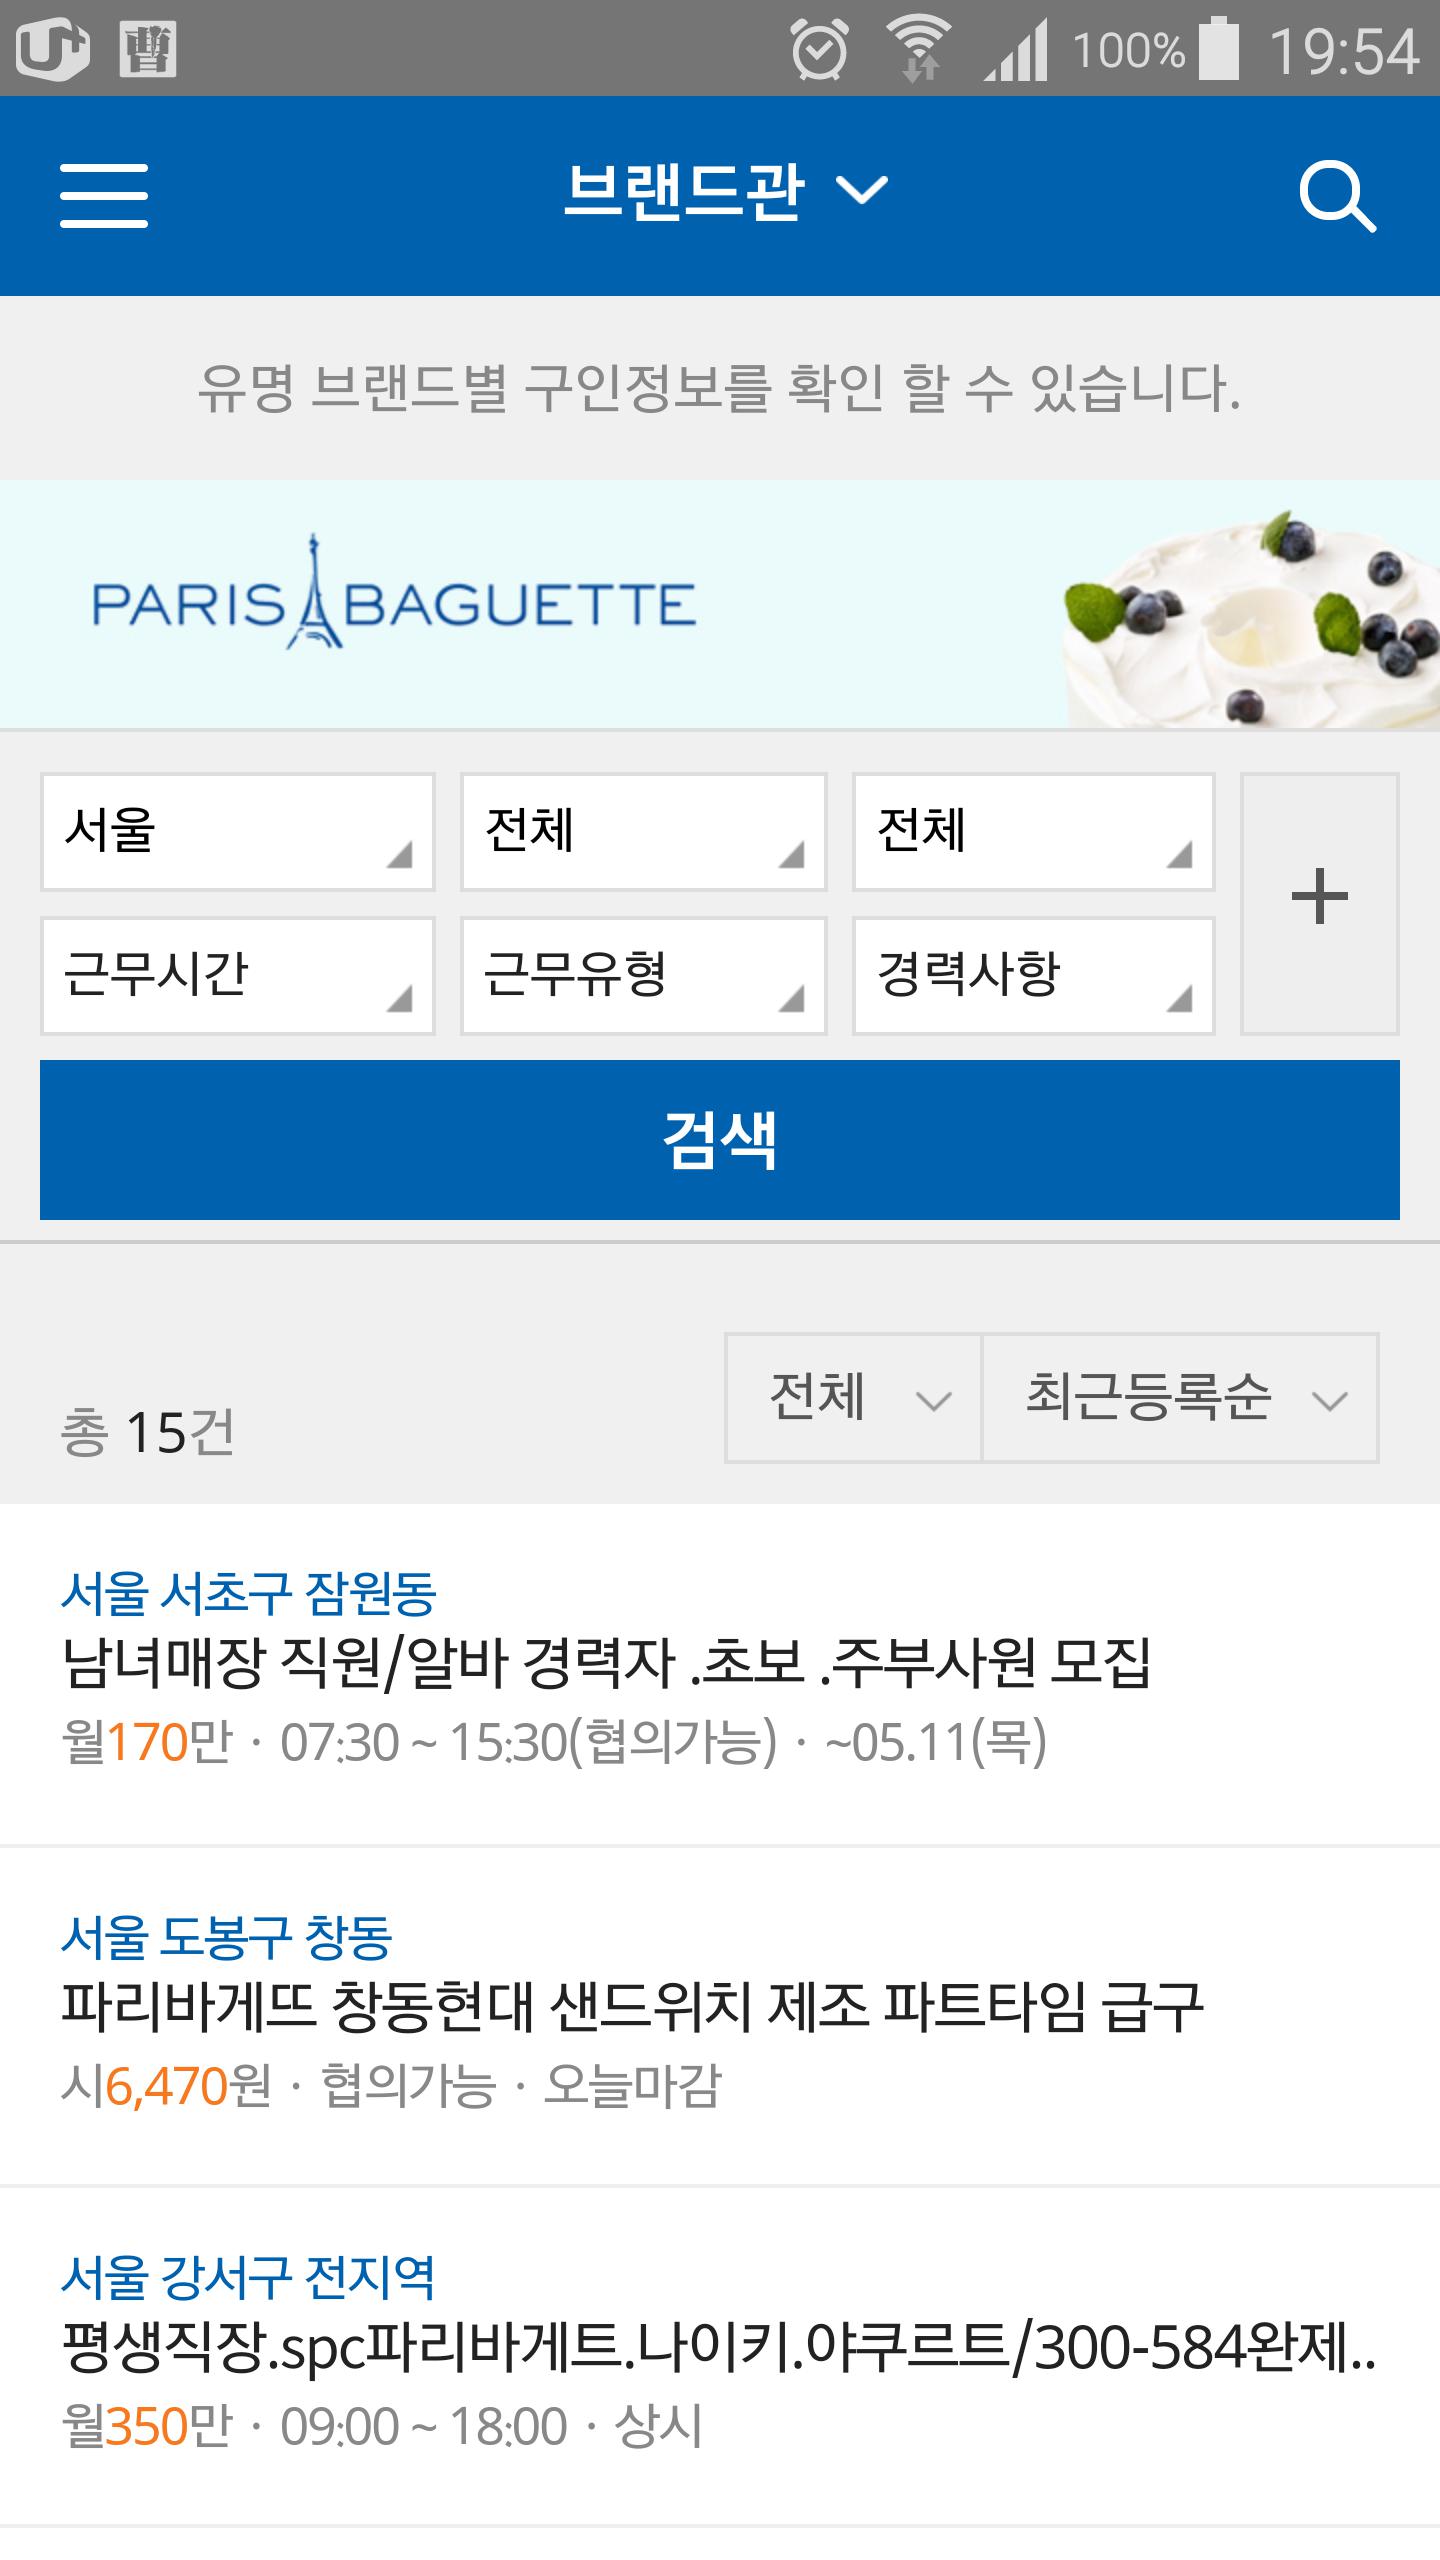 100% 19:54
브랜드관
유명 브랜드별 구인정보를 확인 할 수 있습니다.
PARIS BAGUETTE
서울 전체 전체
근무시간 근무유형 경력사항
+
검색
전체 최근등록순
총 15건
서울 서초구 잠원동
남녀매장 직원/알바 경력자 .초보 .주부사원 모집
월170만 · 07:30 ~ 15:30(협의가능) · ~05.11(목)
서울 도봉구 창동
파리바게뜨 창동현대 샌드위치 제조 파트타임 급구
시6,470원 · 협의가능 · 오늘마감
서울 강서구 전지역
평생직장.spc파리바게트.나이키.야쿠르트/300-584완제..
월350만 · 09:00 ~ 18:00 · 상시